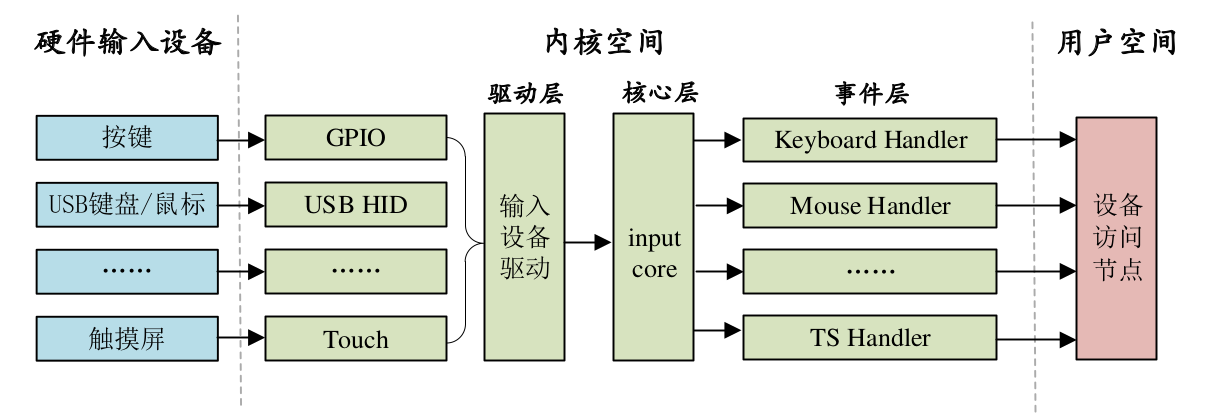 硬件输入设备
内核空间
用户空间
驱动层
核心层
事件层
按键
GPIO
Keyboard Handler
USB键盘/鼠标
USB HID
Mouse Handler
……
……
……
触摸屏
Touch
TS Handler
输入
设备
驱动
input
core
设备
访问
节点